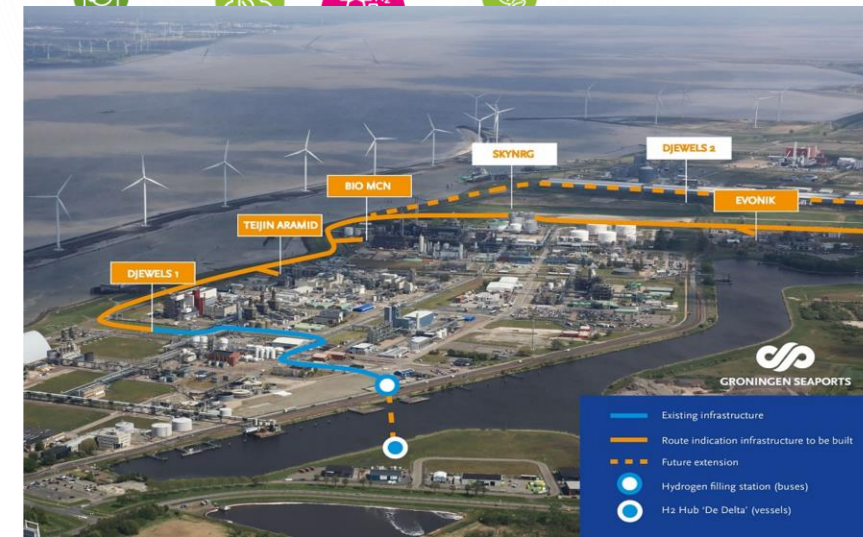 SKYNRG
DJEWELS 2
BIO MCN
EVONIK
TEIJIN ARAMID
DJEWELS 1
GRONINGEN SEAPORTS
Existing infrastructure
Route indication infrastructure to be built
Future extension
Hydrogen filling station (buses)
H2 Hub 'De Delta' (vessels)